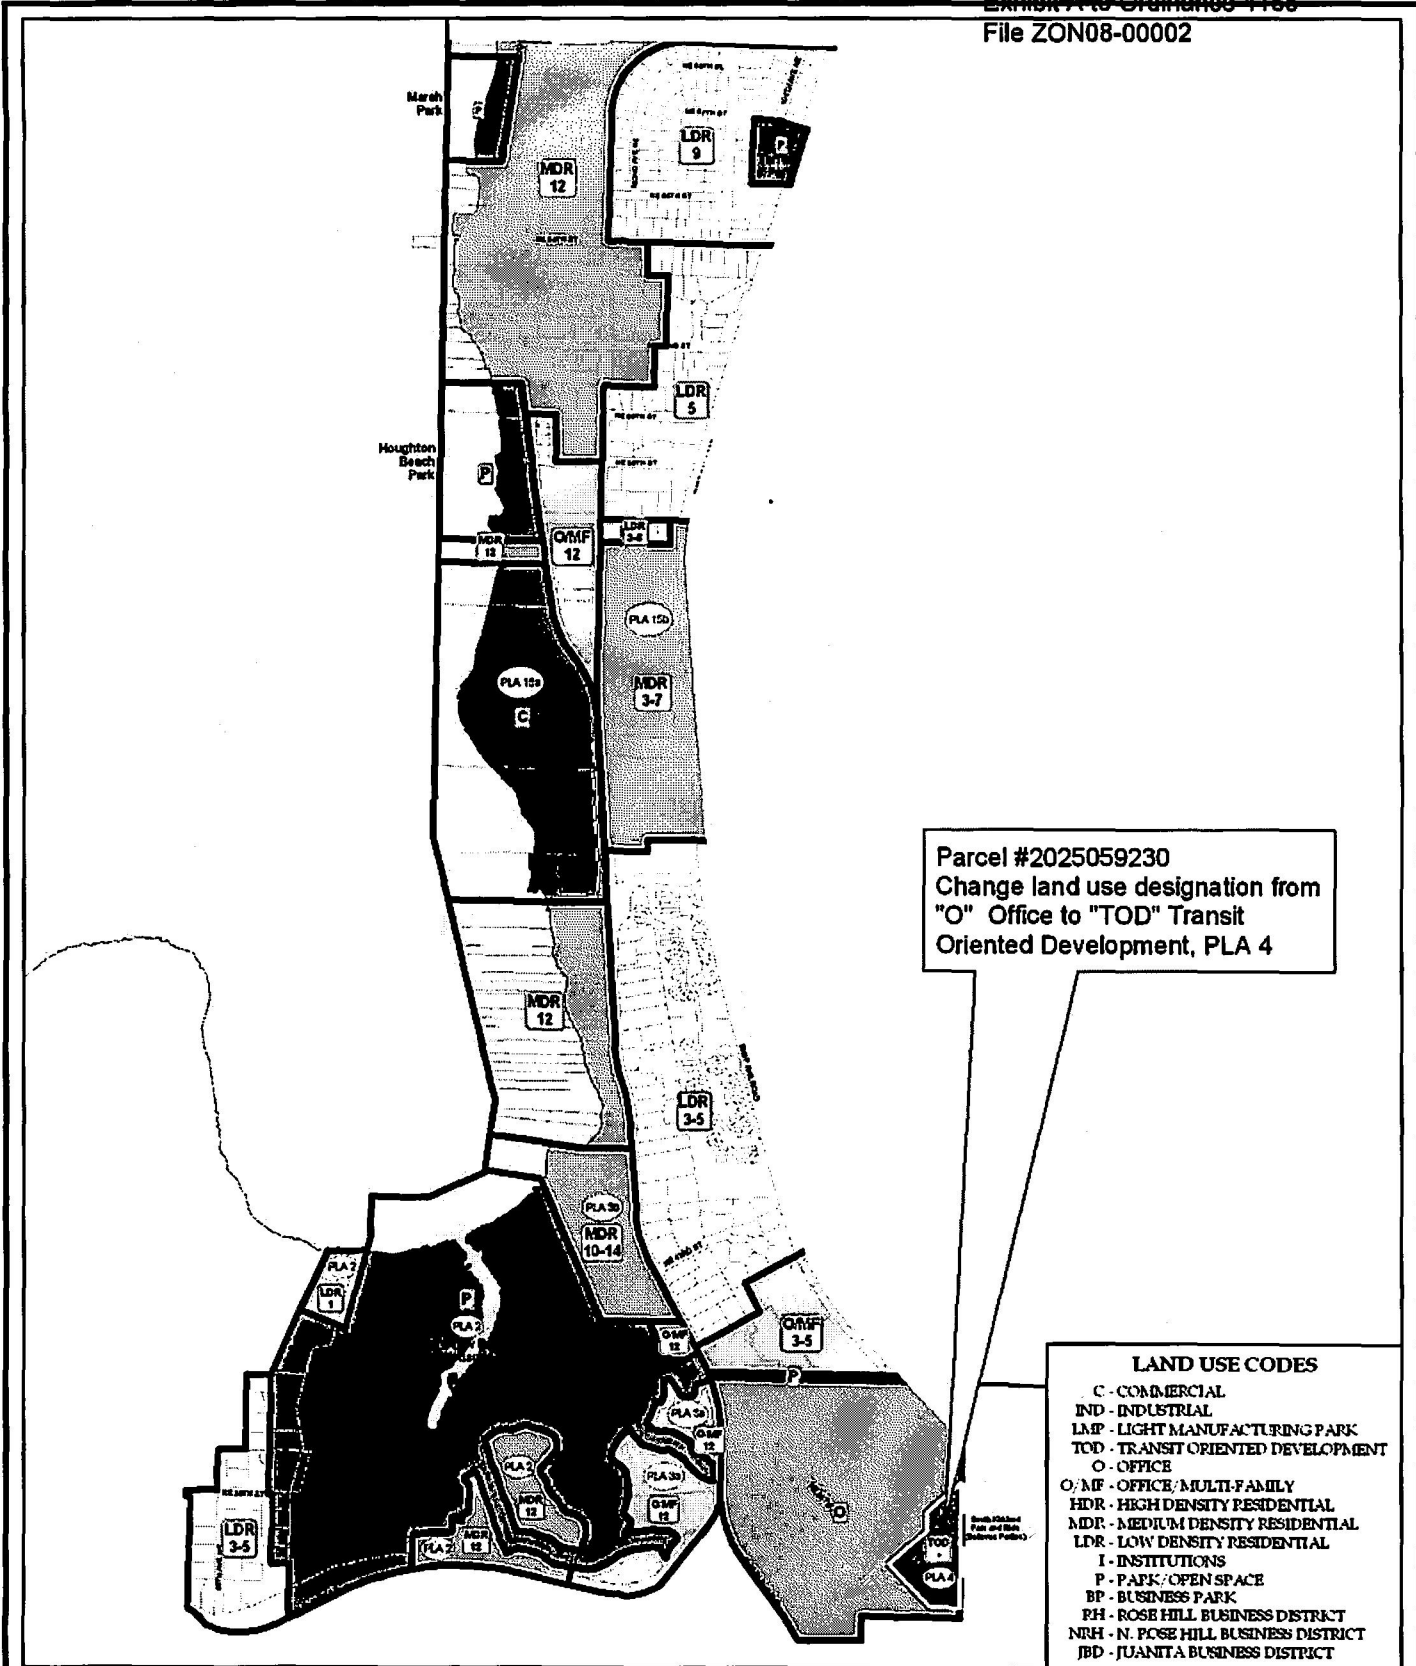 File ZON08-00002
Marsh
Park
P
MDR
12
LDR
9
P
LDR
5
Houghton
Beach
Park
P
MDR
12
O/MF
12
LDR
PLA 15b
MDR
3-7
PLA 15a
C
Parcel #2025059230
Change land use designation from
"O" Office to "TOD" Transit
Oriented Development, PLA 4
MDR
12
LDR
3-5
PLA 3b
MDR
10-14
PLA 2
LDR
1
P
PLA 2
O/MF
12
O/MF
3-5
P
PLA 3a
O/MF
12
PLA 2
MDR
12
PLA 3a
O/MF
12
LDR
3-5
PLA 2
MDR
12
O
TOD
PLA 4
LAND USE CODES
C - COMMERCIAL
IND - INDUSTRIAL
LMP - LIGHT MANUFACTURING PARK
TOD - TRANSIT ORIENTED DEVELOPMENT
O - OFFICE
O/MF - OFFICE/MULTI-FAMILY
HDR - HIGH DENSITY RESIDENTIAL
MDR - MEDIUM DENSITY RESIDENTIAL
LDR - LOW DENSITY RESIDENTIAL
I - INSTITUTIONS
P - PARK/OPEN SPACE
BP - BUSINESS PARK
RH - ROSE HILL BUSINESS DISTRICT
NRH - N. ROSE HILL BUSINESS DISTRICT
JBD - JUANITA BUSINESS DISTRICT